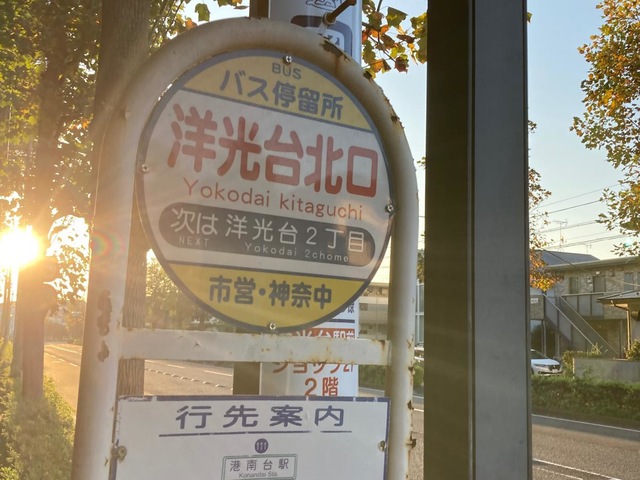 BUS
バス停留所
洋光台北口
Yokodai kitaguchi
次は 洋光台2丁目
NEXT Yokodai 2chome
市営・神奈中
2階
行先案内
111
港南台駅
Konandai Sta.